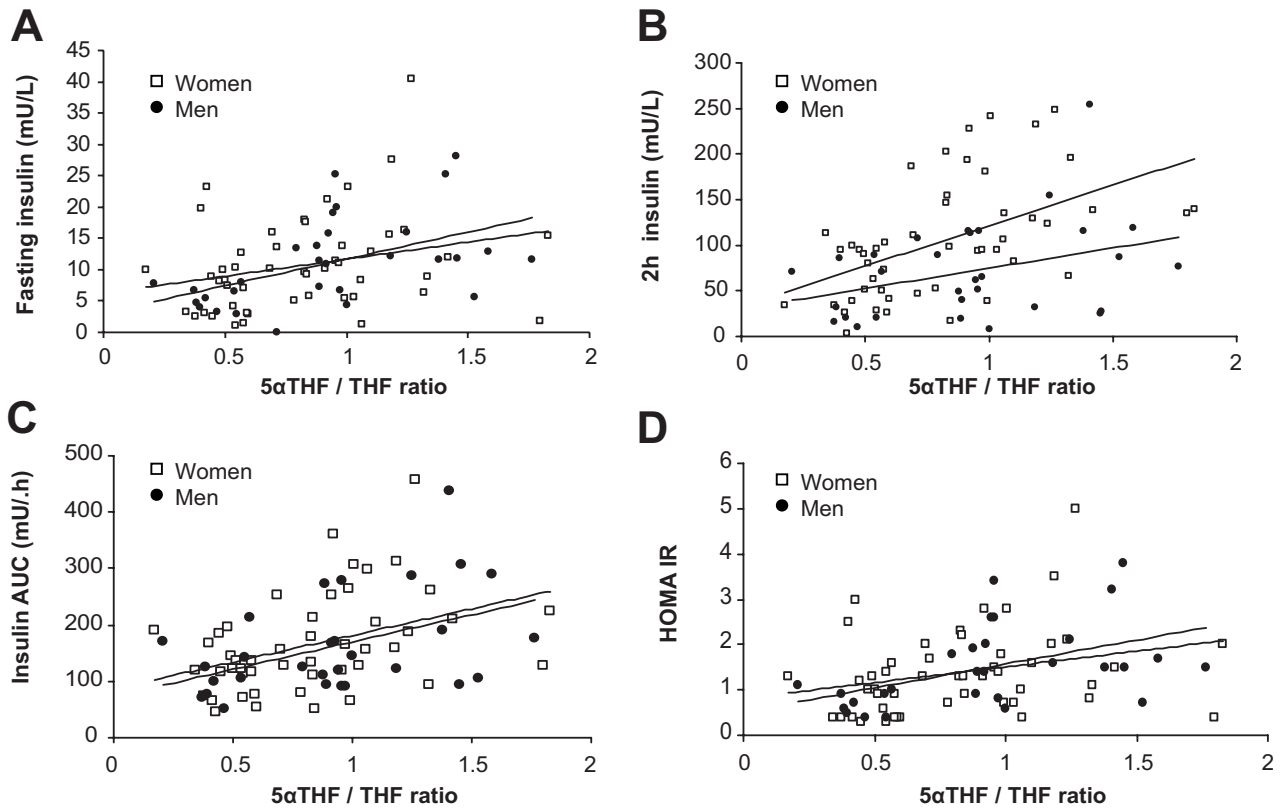 A
Fasting insulin (mU/L)
45
40
35
30
25
20
15
10
5
0
Women
Men
0
0.5
1
1.5
2
5αTHF / THF ratio
B
2h insulin (mU/L)
300
250
200
150
100
50
0
Women
Men
0
0.5
1
1.5
2
5αTHF / THF ratio
C
Insulin AUC (mU/.h)
500
400
300
200
100
0
Women
Men
0
0.5
1
1.5
2
5αTHF / THF ratio
D
HOMA IR
6
5
4
3
2
1
0
Women
Men
0
0.5
1
1.5
2
5αTHF / THF ratio